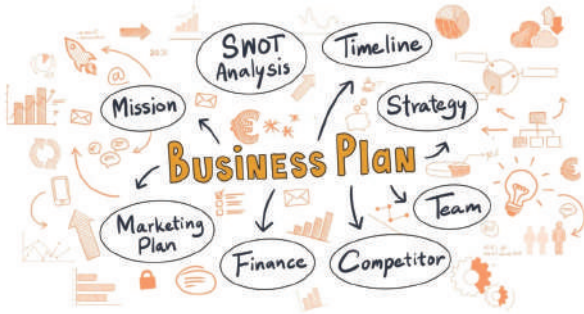 SWOT
Analysis
Timeline
Mission
Strategy
@
BUSINESS PLAN
Marketing
Plan
Team
Finance
Competitor